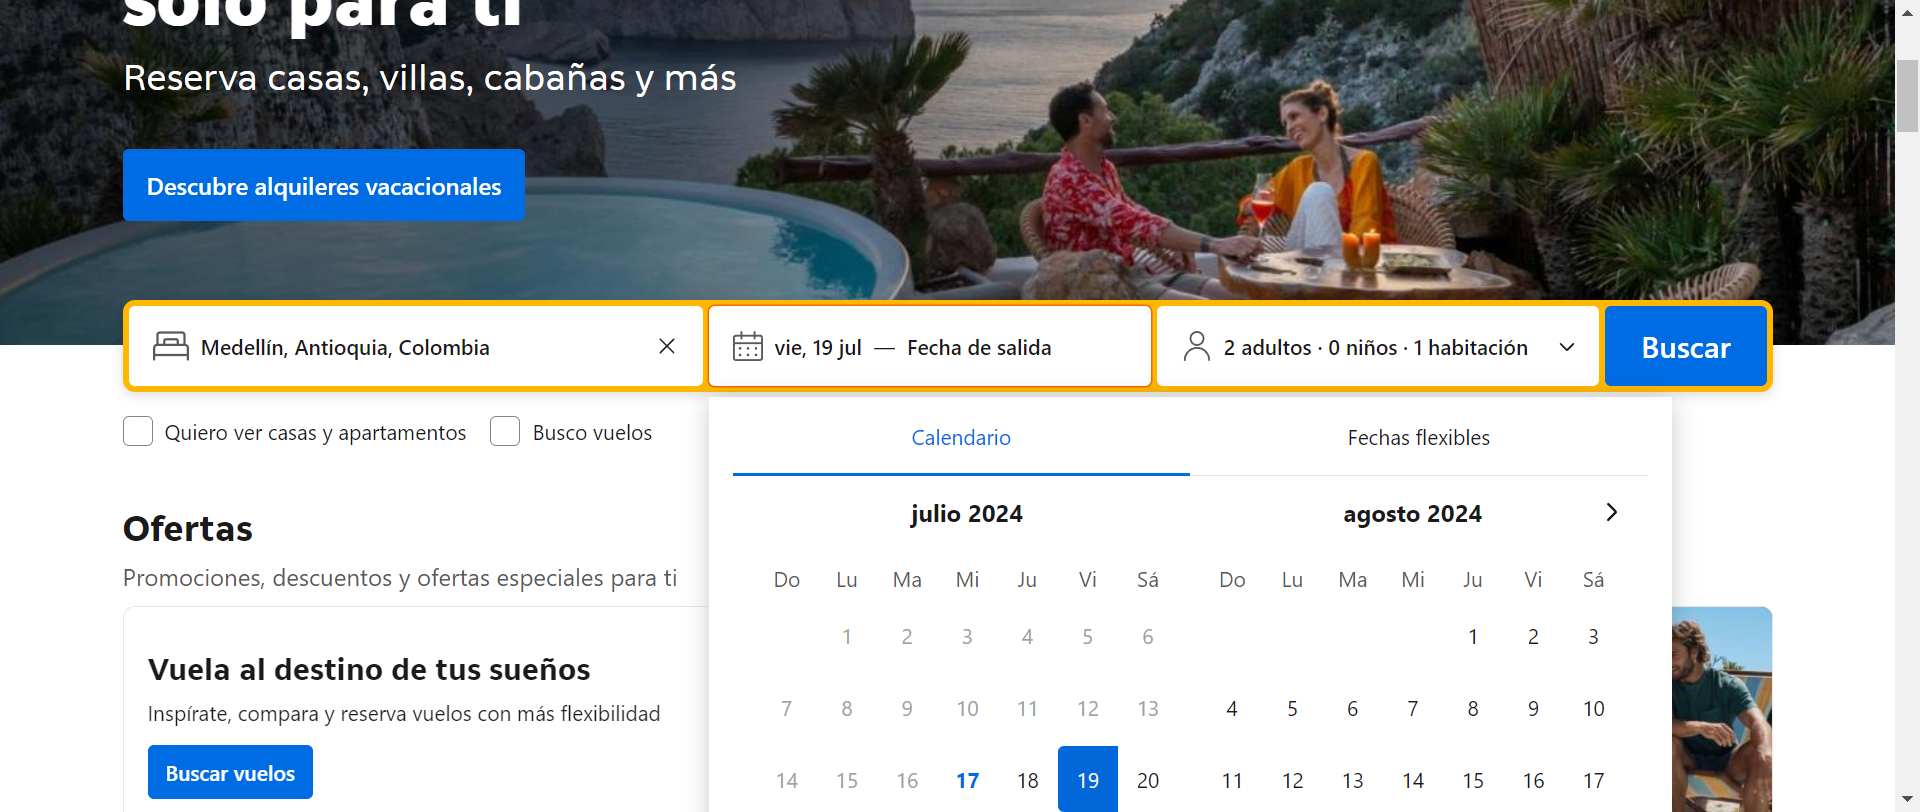 solo para ti
Reserva casas, villas, cabañas y más
Descubre alquileres vacacionales
Medellín, Antioquia, Colombia
vie, 19 jul — Fecha de salida
2 adultos · 0 niños · 1 habitación
Buscar
Quiero ver casas y apartamentos
Busco vuelos
Calendario
Fechas flexibles
julio 2024
Do Lu Ma Mi Ju Vi Sá
1 2 3 4 5 6
7 8 9 10 11 12 13
14 15 16 17 18 19 20
agosto 2024
Do Lu Ma Mi Ju Vi Sá
1 2 3
4 5 6 7 8 9 10
11 12 13 14 15 16 17
Ofertas
Promociones, descuentos y ofertas especiales para ti
Vuela al destino de tus sueños
Inspírate, compara y reserva vuelos con más flexibilidad
Buscar vuelos